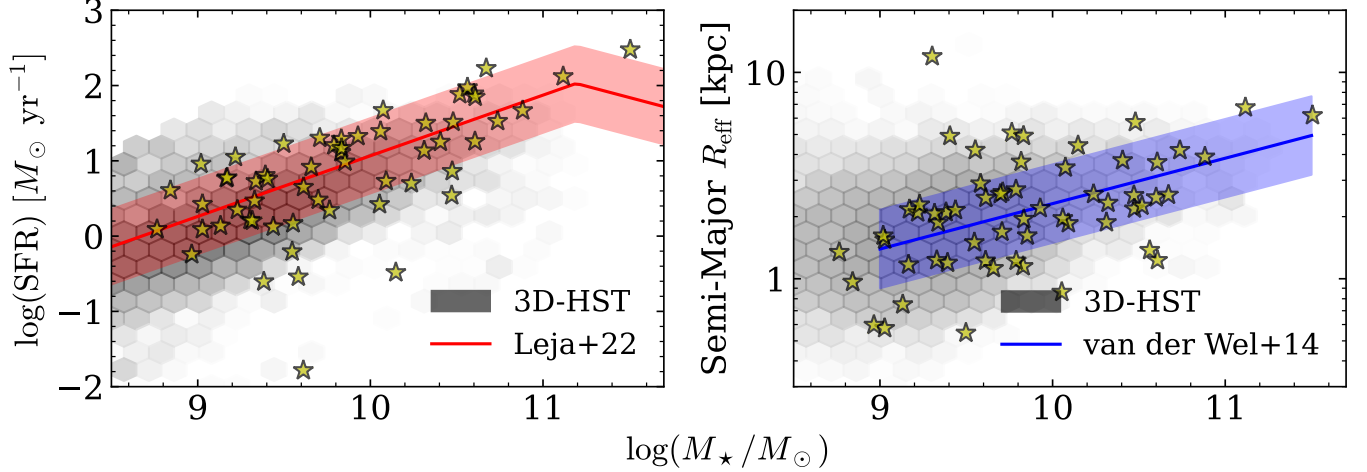 log(SFR) [M⊙ yr⁻¹]
3
2
1
0
−1
−2
9
10
11
3D-HST
Leja+22
Semi-Major R_eff [kpc]
10
1
9
10
11
3D-HST
van der Wel+14
log(M⋆/M⊙)